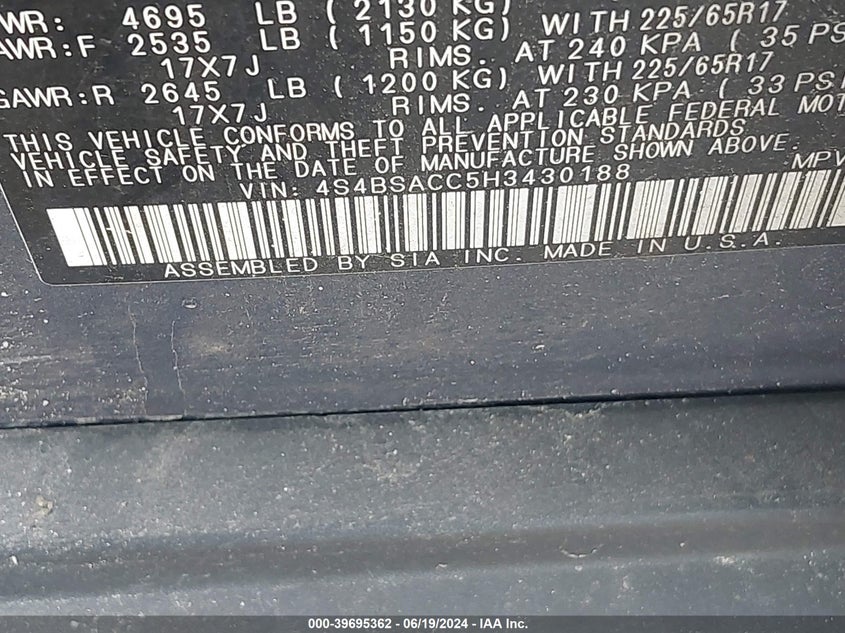 WR: 4695 LB ( 2130 KG)
AWR:F 2535 LB ( 1150 KG) WITH 225/65R17
17X7J RIMS. AT 240 KPA ( 35 PS
GAWR:R 2645 LB ( 1200 KG) WITH 225/65R17
17X7J RIMS. AT 230 KPA ( 33 PSI
THIS VEHICLE CONFORMS TO ALL APPLICABLE FEDERAL MOT
VEHICLE SAFETY AND THEFT PREVENTION STANDARDS
IN EFFECT ON THE DATE OF MANUFACTURE SHOWN ABOVE.
VIN: 4S4BSACC5H3430188 MPV
ASSEMBLED BY SIA INC. MADE IN U.S.A.
000-39695362 - 06/19/2024 - IAA Inc.